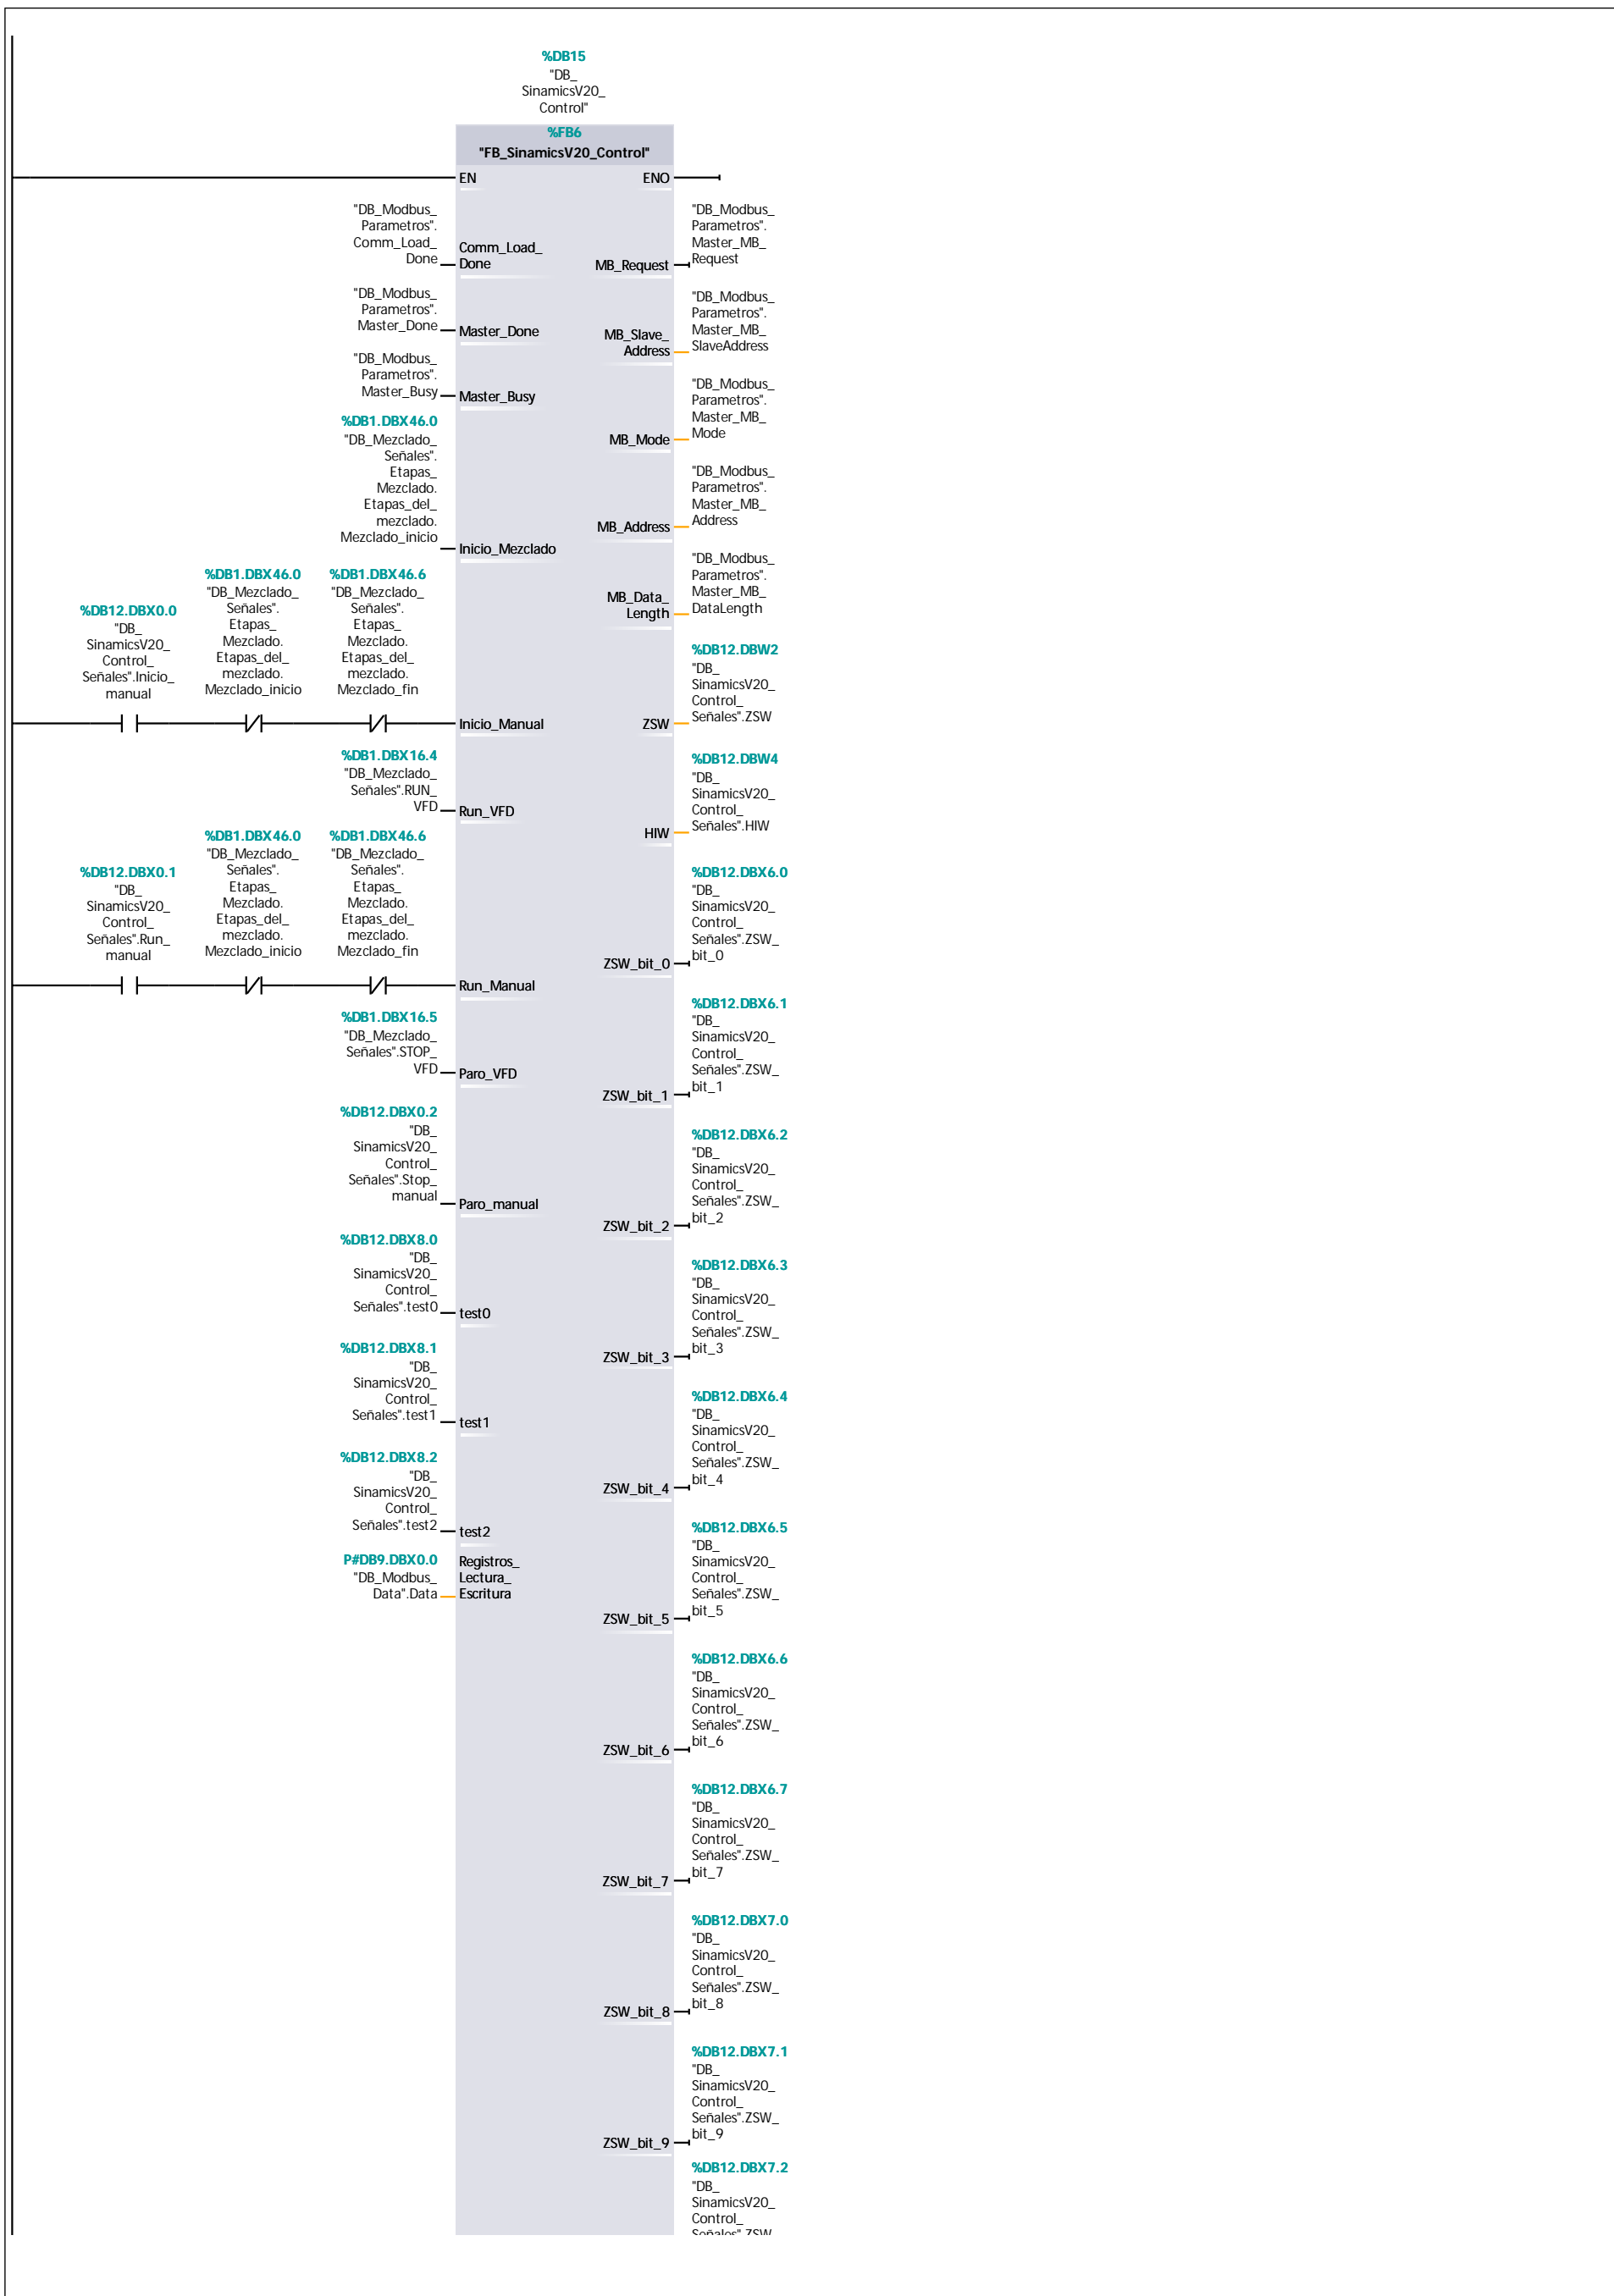 %DB15
"DB_
SinamicsV20_
Control"
%FB6
"FB_SinamicsV20_Control"
EN
ENO
"DB_Modbus_
Parametros".
Comm_Load_
Done
Comm_Load_
Done
MB_Request
"DB_Modbus_
Parametros".
Master_MB_
Request
"DB_Modbus_
Parametros".
Master_Done
Master_Done
MB_Slave_
Address
"DB_Modbus_
Parametros".
Master_MB_
SlaveAddress
"DB_Modbus_
Parametros".
Master_Busy
Master_Busy
MB_Mode
"DB_Modbus_
Parametros".
Master_MB_
Mode
%DB1.DBX46.0
"DB_Mezclado_
Señales".
Etapas_
Mezclado.
Etapas_del_
mezclado.
Mezclado_inicio
Inicio_Mezclado
MB_Address
"DB_Modbus_
Parametros".
Master_MB_
Address
MB_Data_
Length
"DB_Modbus_
Parametros".
Master_MB_
DataLength
%DB12.DBX0.0
"DB_
SinamicsV20_
Control_
Señales".Inicio_
manual
%DB1.DBX46.0
"DB_Mezclado_
Señales".
Etapas_
Mezclado.
Etapas_del_
mezclado.
Mezclado_inicio
%DB1.DBX46.6
"DB_Mezclado_
Señales".
Etapas_
Mezclado.
Etapas_del_
mezclado.
Mezclado_fin
Inicio_Manual
ZSW
%DB12.DBW2
"DB_
SinamicsV20_
Control_
Señales".ZSW
%DB1.DBX16.4
"DB_Mezclado_
Señales".RUN_
VFD
Run_VFD
HIW
%DB12.DBW4
"DB_
SinamicsV20_
Control_
Señales".HIW
%DB12.DBX0.1
"DB_
SinamicsV20_
Control_
Señales".Run_
manual
%DB1.DBX46.0
"DB_Mezclado_
Señales".
Etapas_
Mezclado.
Etapas_del_
mezclado.
Mezclado_inicio
%DB1.DBX46.6
"DB_Mezclado_
Señales".
Etapas_
Mezclado.
Etapas_del_
mezclado.
Mezclado_fin
Run_Manual
ZSW_bit_0
%DB12.DBX6.0
"DB_
SinamicsV20_
Control_
Señales".ZSW_
bit_0
%DB1.DBX16.5
"DB_Mezclado_
Señales".STOP_
VFD
Paro_VFD
ZSW_bit_1
%DB12.DBX6.1
"DB_
SinamicsV20_
Control_
Señales".ZSW_
bit_1
%DB12.DBX0.2
"DB_
SinamicsV20_
Control_
Señales".Stop_
manual
Paro_manual
ZSW_bit_2
%DB12.DBX6.2
"DB_
SinamicsV20_
Control_
Señales".ZSW_
bit_2
%DB12.DBX8.0
"DB_
SinamicsV20_
Control_
Señales".test0
test0
ZSW_bit_3
%DB12.DBX6.3
"DB_
SinamicsV20_
Control_
Señales".ZSW_
bit_3
%DB12.DBX8.1
"DB_
SinamicsV20_
Control_
Señales".test1
test1
ZSW_bit_4
%DB12.DBX6.4
"DB_
SinamicsV20_
Control_
Señales".ZSW_
bit_4
%DB12.DBX8.2
"DB_
SinamicsV20_
Control_
Señales".test2
test2
P#DB9.DBX0.0
"DB_Modbus_
Data".Data
Registros_
Lectura_
Escritura
ZSW_bit_5
%DB12.DBX6.5
"DB_
SinamicsV20_
Control_
Señales".ZSW_
bit_5
ZSW_bit_6
%DB12.DBX6.6
"DB_
SinamicsV20_
Control_
Señales".ZSW_
bit_6
ZSW_bit_7
%DB12.DBX6.7
"DB_
SinamicsV20_
Control_
Señales".ZSW_
bit_7
ZSW_bit_8
%DB12.DBX7.0
"DB_
SinamicsV20_
Control_
Señales".ZSW_
bit_8
ZSW_bit_9
%DB12.DBX7.1
"DB_
SinamicsV20_
Control_
Señales".ZSW_
bit_9
%DB12.DBX7.2
"DB_
SinamicsV20_
Control_
Señales".ZSW